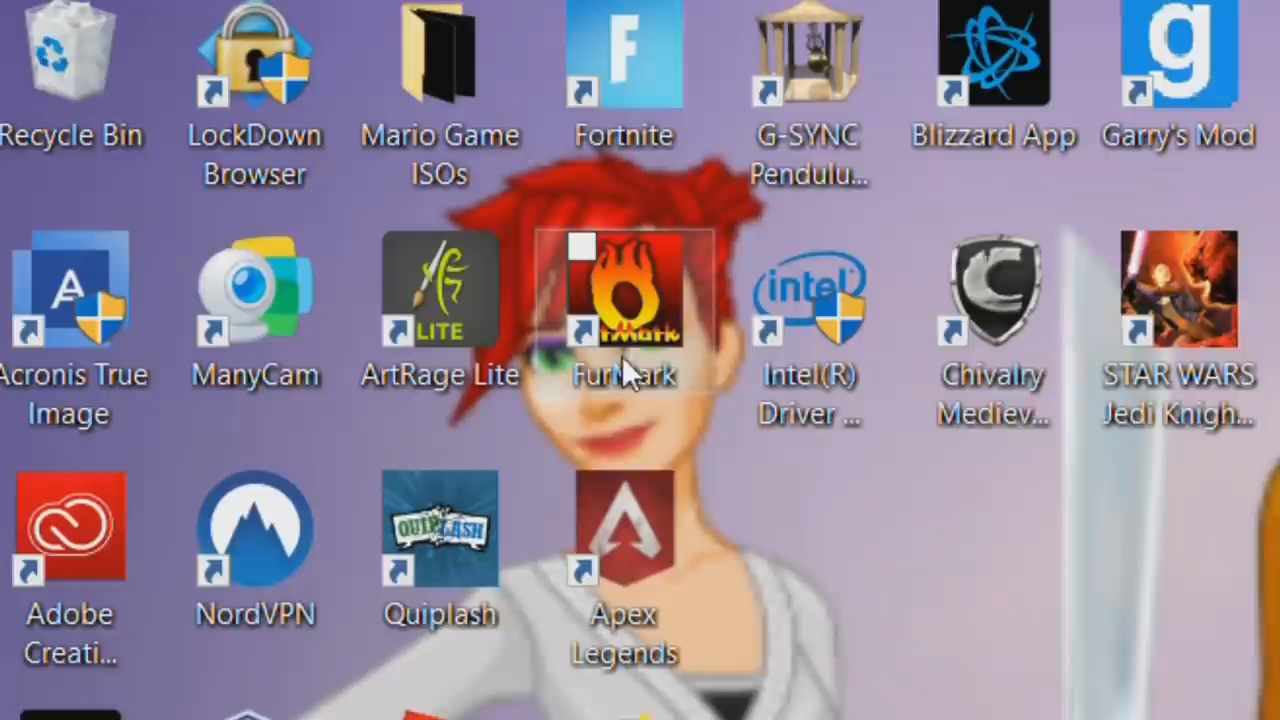 Recycle Bin
LockDown
Browser
Mario Game
ISOs
F
Fortnite
G-SYNC
Pendulu...
Blizzard App
g
Garry's Mod
A
Acronis True
Image
ManyCam
LITE
ArtRage Lite
FurMark
intel
Intel(R)
Driver ...
C
Chivalry
Mediev...
STAR WARS
Jedi Knigh...
Adobe
Creati...
NordVPN
QUIPLASH
Quiplash
Apex
Legends